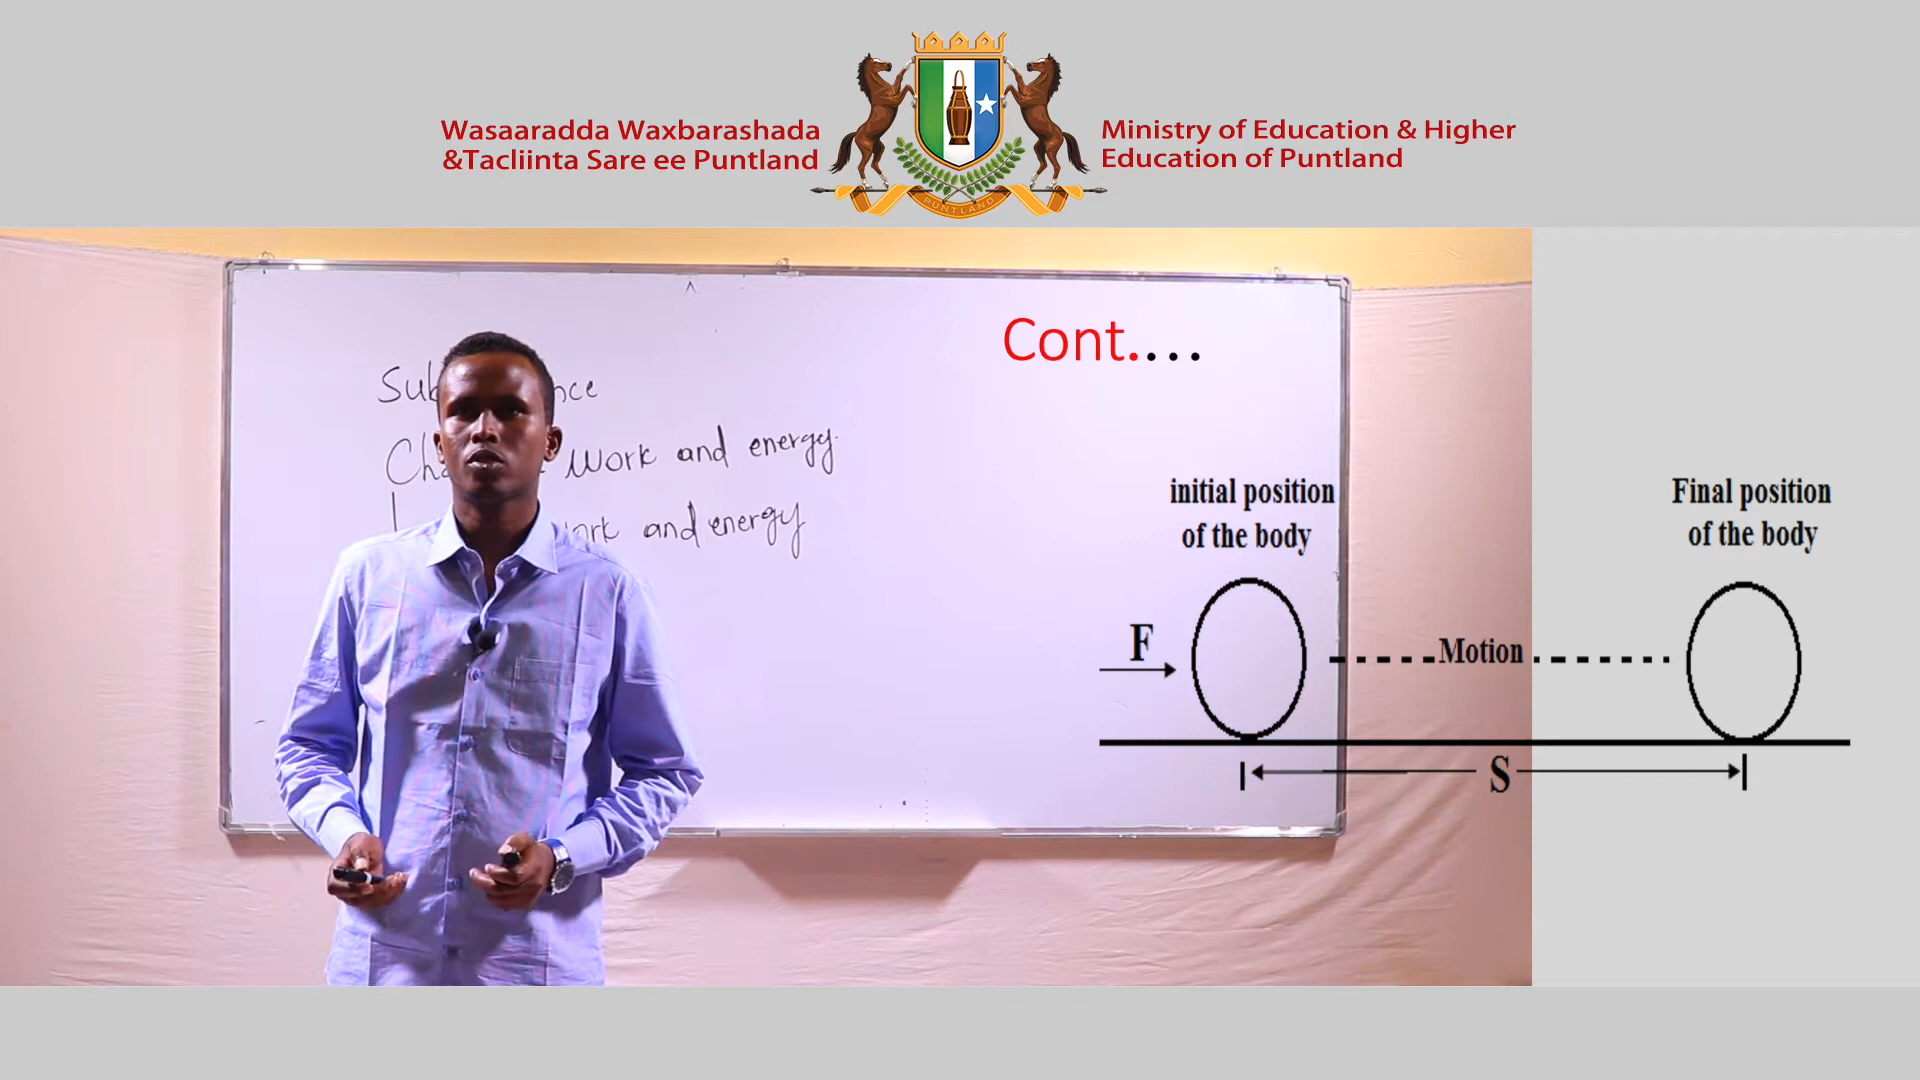 Wasaaradda Waxbarashada
&Tacliinta Sare ee Puntland
PUNTLAND
Ministry of Education & Higher
Education of Puntland
Cont.…
Work and energy
and energy
initial position
of the body
Final position
of the body
F
Motion
S